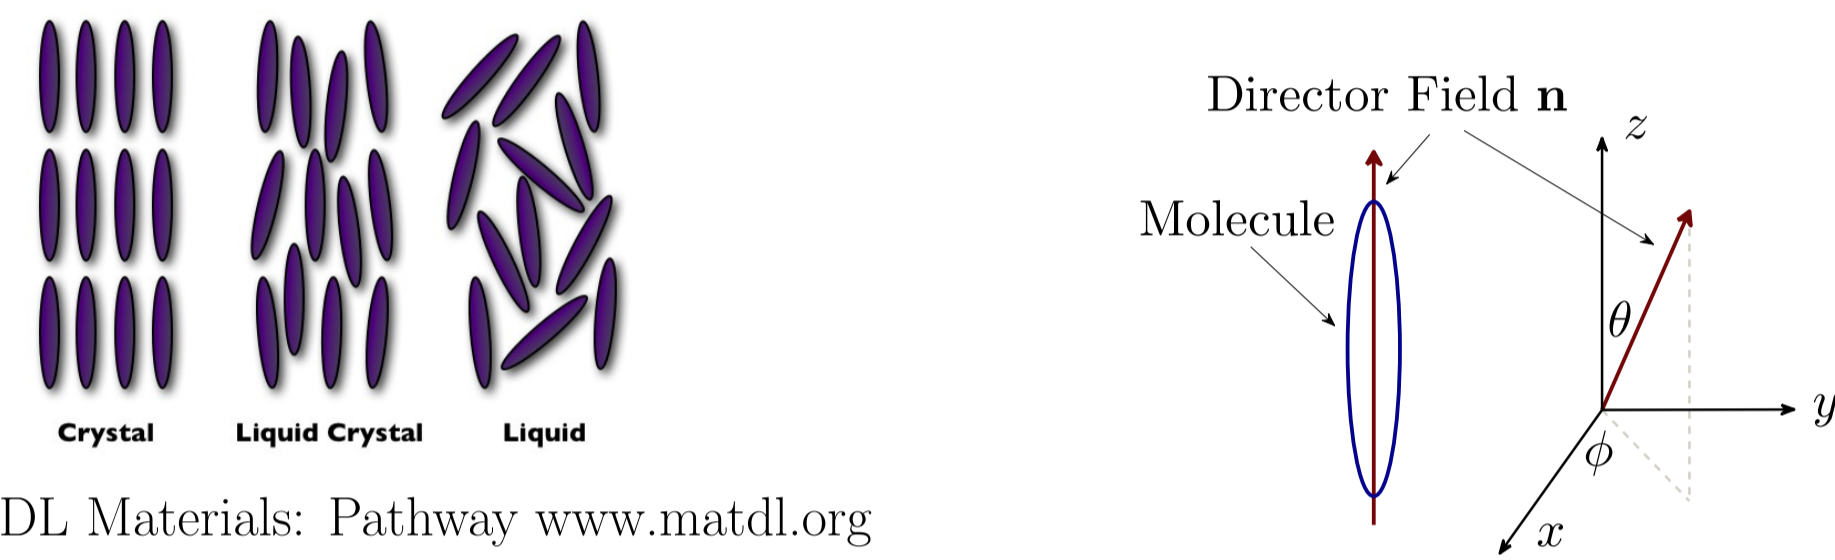 Crystal
Liquid Crystal
Liquid
DL Materials: Pathway www.matdl.org
Director Field n
Molecule
z
θ
y
ϕ
x